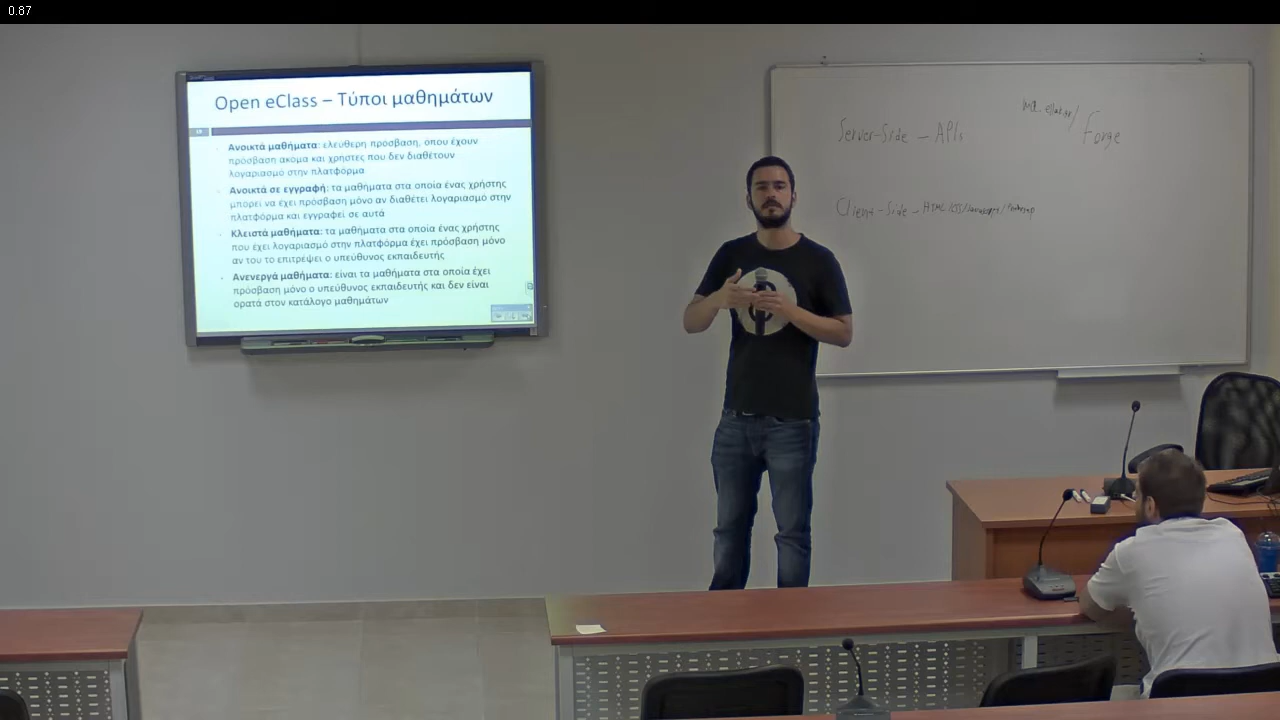 0.87
Open eClass – Τύποι μαθημάτων
Ανοικτά μαθήματα: ελεύθερη πρόσβαση, όπου έχουν
πρόσβαση ακόμα και χρήστες που δεν διαθέτουν
λογαριασμό στην πλατφόρμα
Ανοικτά σε εγγραφή: τα μαθήματα στα οποία ένας χρήστης
μπορεί να έχει πρόσβαση μόνο αν διαθέτει λογαριασμό στην
πλατφόρμα και εγγραφεί σε αυτά
Κλειστά μαθήματα: τα μαθήματα στα οποία ένας χρήστης
που έχει λογαριασμό στην πλατφόρμα έχει πρόσβαση μόνο
αν του το επιτρέψει ο υπεύθυνος εκπαιδευτής
Ανενεργά μαθήματα: είναι τα μαθήματα στα οποία έχει
πρόσβαση μόνο ο υπεύθυνος εκπαιδευτής και δεν είναι
ορατά στον κατάλογο μαθημάτων
Server-Side – APIs
Forge
Client-Side – HTML/CSS/Javascript/